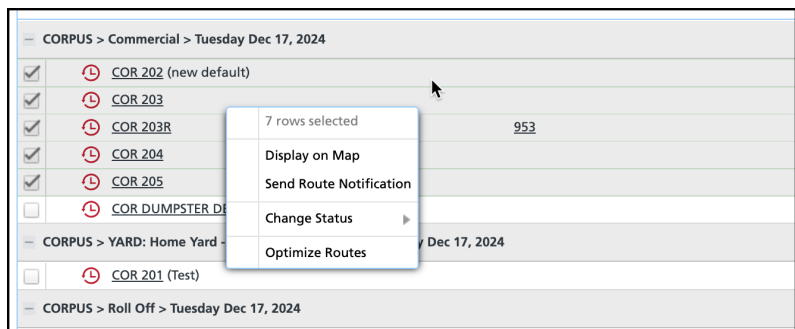 CORPUS > Commercial > Tuesday Dec 17, 2024
COR 202 (new default)
COR 203
7 rows selected
COR 203R 953
Display on Map
COR 204
COR 205
Send Route Notification
COR DUMPSTER
Change Status
CORPUS > YARD: Home Yard - Dec 17, 2024
Optimize Routes
COR 201 (Test)
CORPUS > Roll Off > Tuesday Dec 17, 2024